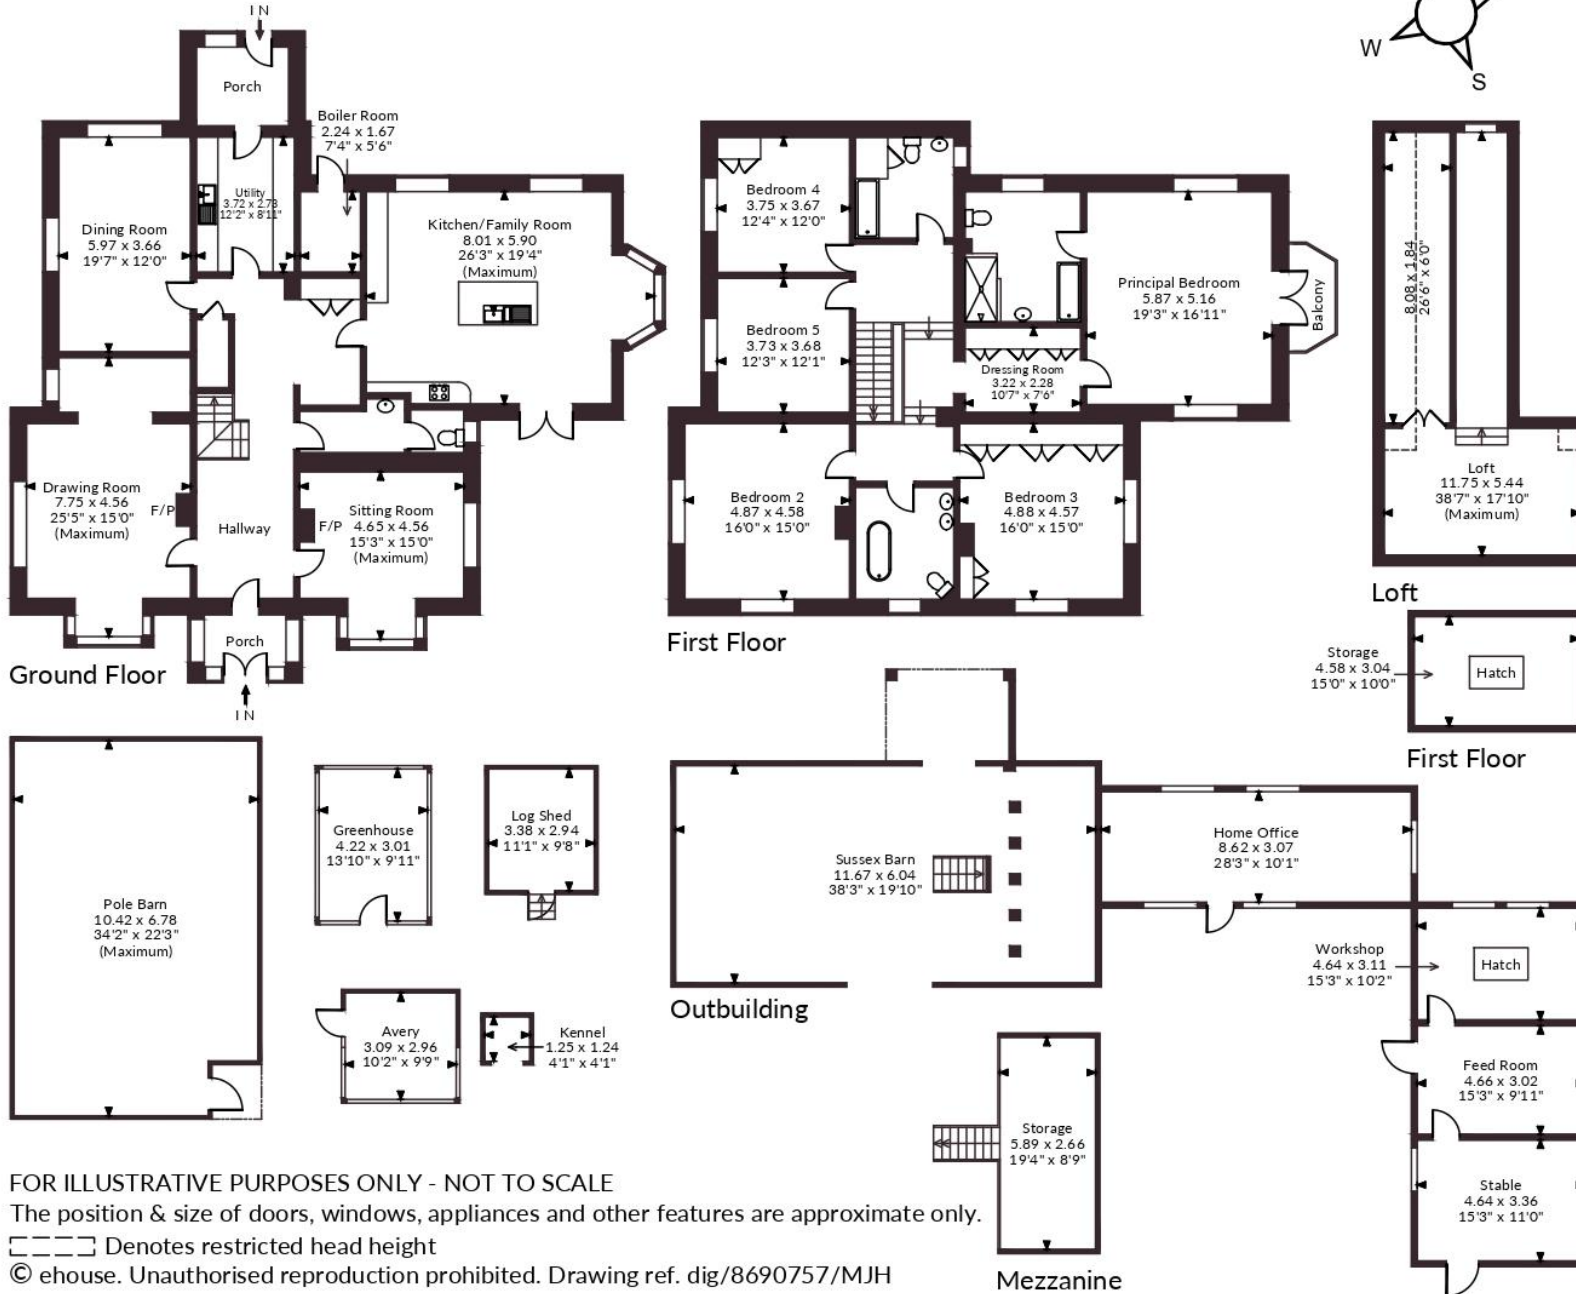 IN
Porch
Boiler Room
2.24 x 1.67
7'4" x 5'6"
Utility
3.72 x 2.73
12'2" x 8'11"
Dining Room
5.97 x 3.66
19'7" x 12'0"
Kitchen/Family Room
8.01 x 5.90
26'3" x 19'4"
(Maximum)
Drawing Room
7.75 x 4.56
25'5" x 15'0"
(Maximum)
F/P
Hallway
F/P
Sitting Room
4.65 x 4.56
15'3" x 15'0"
(Maximum)
Porch
IN
Ground Floor
Bedroom 4
3.75 x 3.67
12'4" x 12'0"
Bedroom 5
3.73 x 3.68
12'3" x 12'1"
Principal Bedroom
5.87 x 5.16
19'3" x 16'11"
Balcony
Dressing Room
3.22 x 2.28
10'7" x 7'6"
Bedroom 2
4.87 x 4.58
16'0" x 15'0"
Bedroom 3
4.88 x 4.57
16'0" x 15'0"
First Floor
W
S
8.08 x 1.84
26'6" x 6'0"
Loft
11.75 x 5.44
38'7" x 17'10"
(Maximum)
Loft
Storage
4.58 x 3.04
15'0" x 10'0"
Hatch
First Floor
Pole Barn
10.42 x 6.78
34'2" x 22'3"
(Maximum)
Greenhouse
4.22 x 3.01
13'10" x 9'11"
Log Shed
3.38 x 2.94
11'1" x 9'8"
Avery
3.09 x 2.96
10'2" x 9'9"
Kennel
1.25 x 1.24
4'1" x 4'1"
Sussex Barn
11.67 x 6.04
38'3" x 19'10"
Home Office
8.62 x 3.07
28'3" x 10'1"
Outbuilding
Workshop
4.64 x 3.11
15'3" x 10'2"
Hatch
Feed Room
4.66 x 3.02
15'3" x 9'11"
Stable
4.64 x 3.36
15'3" x 11'0"
Storage
5.89 x 2.66
19'4" x 8'9"
Mezzanine
FOR ILLUSTRATIVE PURPOSES ONLY - NOT TO SCALE
The position & size of doors, windows, appliances and other features are approximate only.
Denotes restricted head height
© ehouse. Unauthorised reproduction prohibited. Drawing ref. dig/8690757/MJH